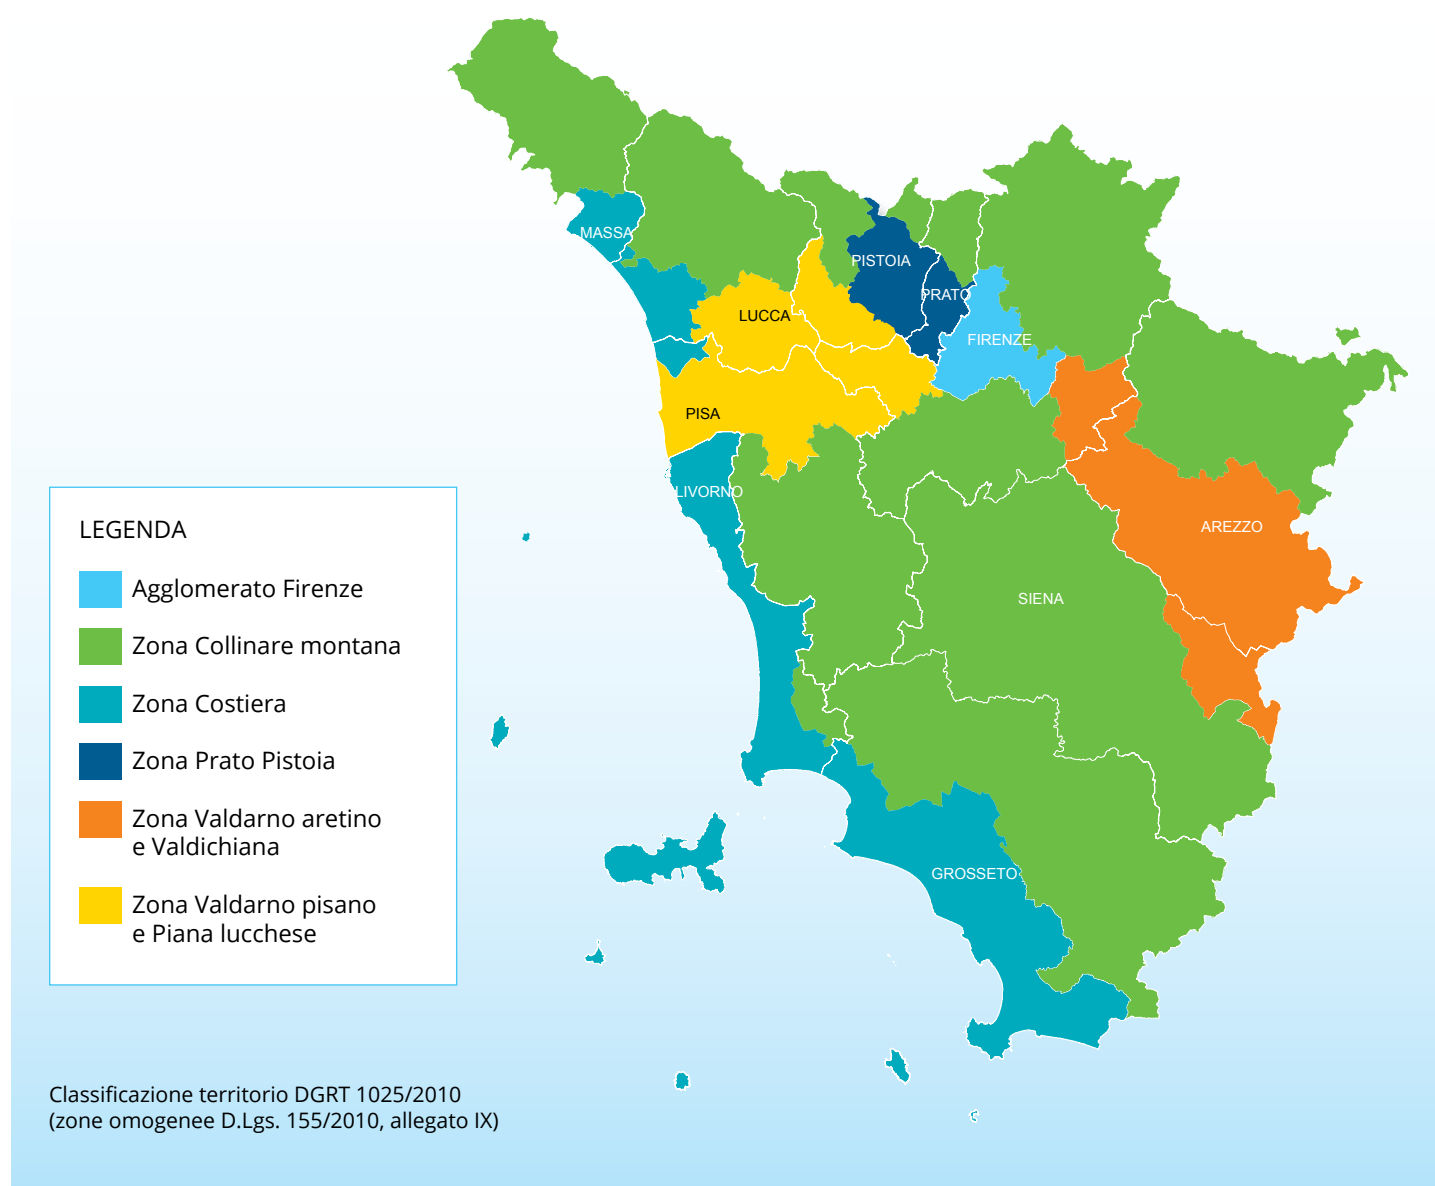 MASSA
PISTOIA
PRATO
LUCCA
FIRENZE
PISA
LIVORNO
AREZZO
SIENA
GROSSETO
LEGENDA
Agglomerato Firenze
Zona Collinare montana
Zona Costiera
Zona Prato Pistoia
Zona Valdarno aretino
e Valdichiana
Zona Valdarno pisano
e Piana lucchese
Classificazione territorio DGRT 1025/2010
(zone omogenee D.Lgs. 155/2010, allegato IX)